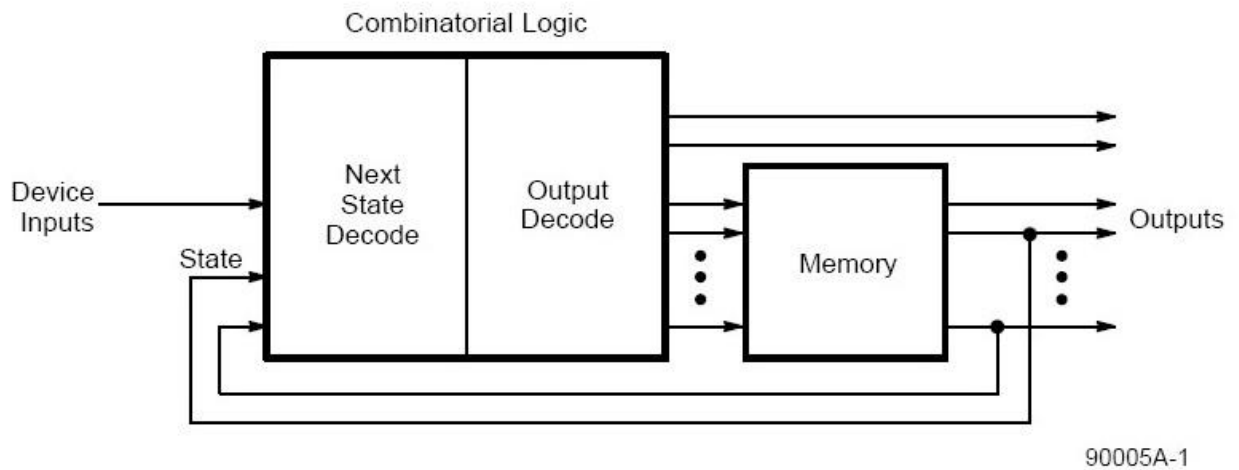 Combinatorial Logic
Device
Inputs
State
Next
State
Decode
Output
Decode
Memory
Outputs
90005A-1